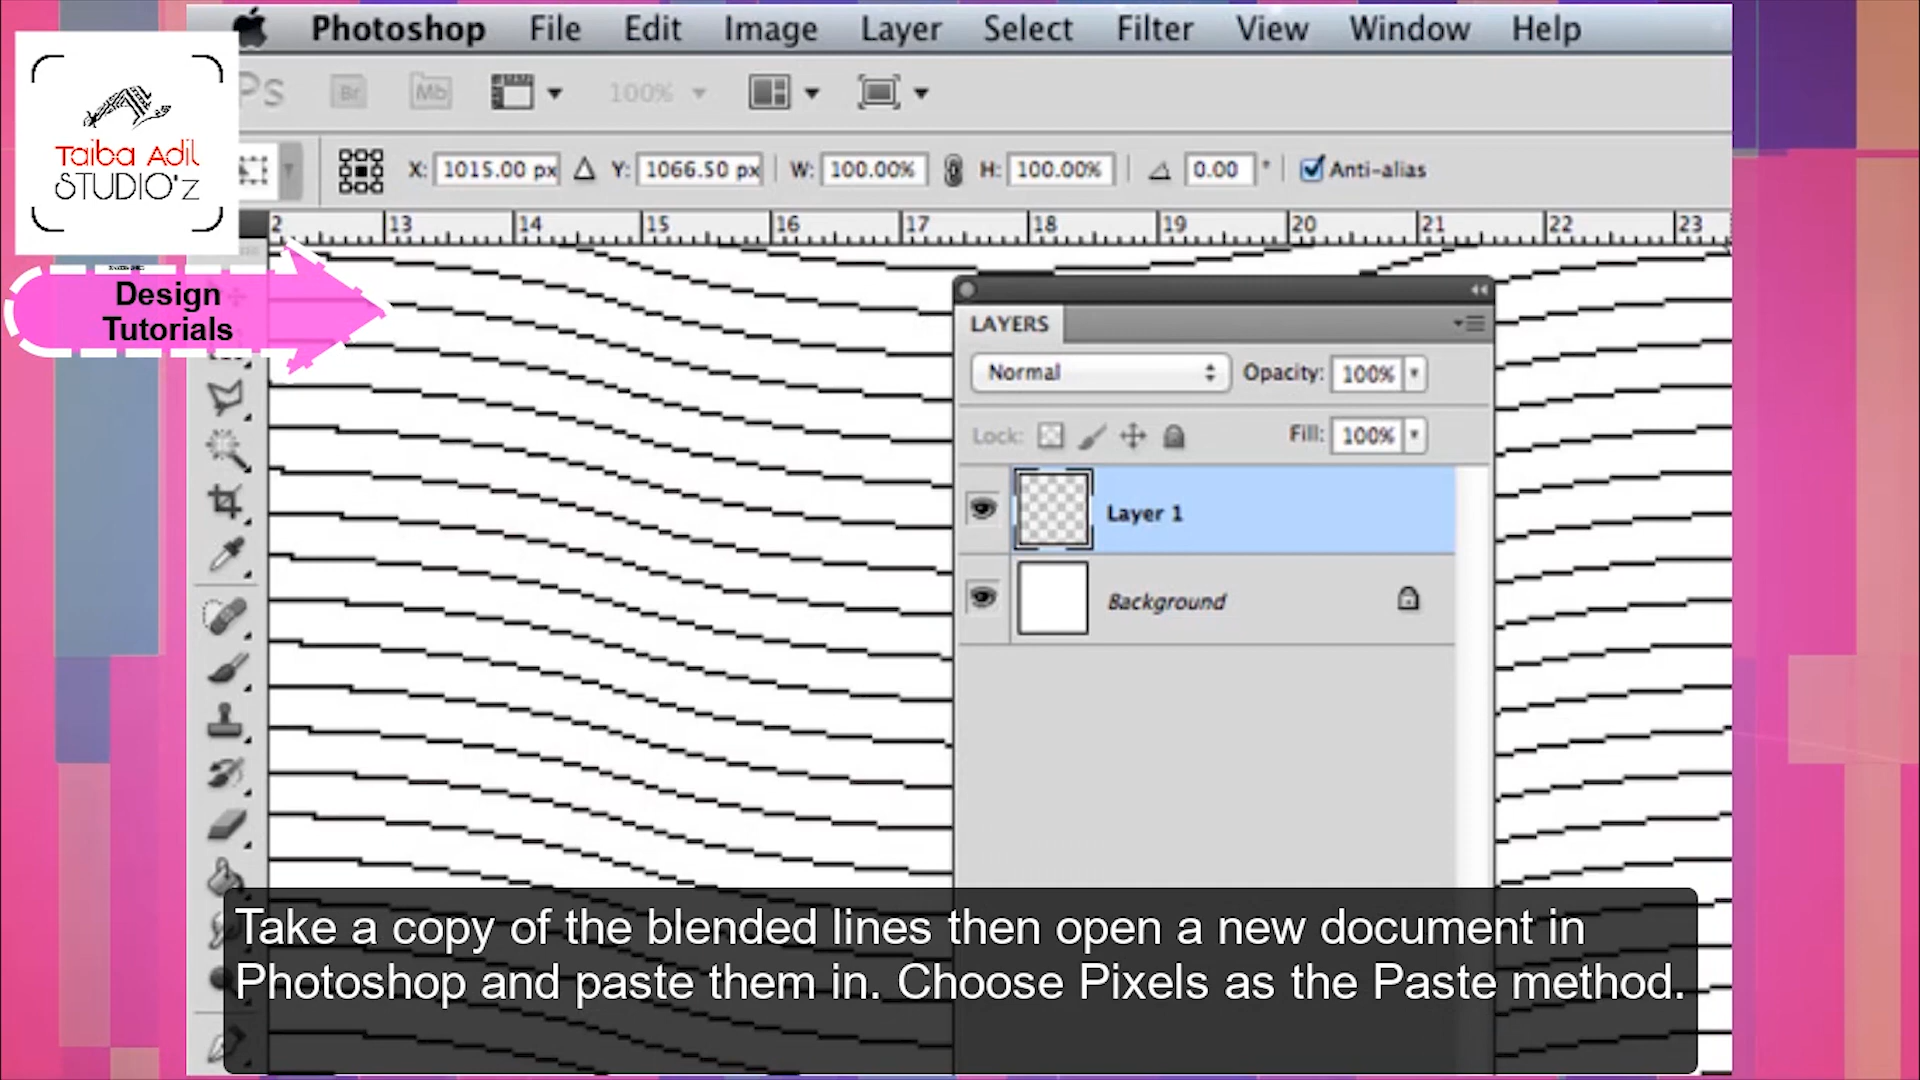 Photoshop File Edit Image Layer Select Filter View Window Help
Ps Br Mb 100%
Taiba Adil
STUDIO'z
X: 1015.00 px Y: 1066.50 px W: 100.00% H: 100.00% 0.00 ° Anti-alias
2 13 14 15 16 17 18 19 20 21 22 23
Design
Tutorials
LAYERS
Normal Opacity: 100%
Lock: Fill: 100%
Layer 1
Background
Take a copy of the blended lines then open a new document in
Photoshop and paste them in. Choose Pixels as the Paste method.